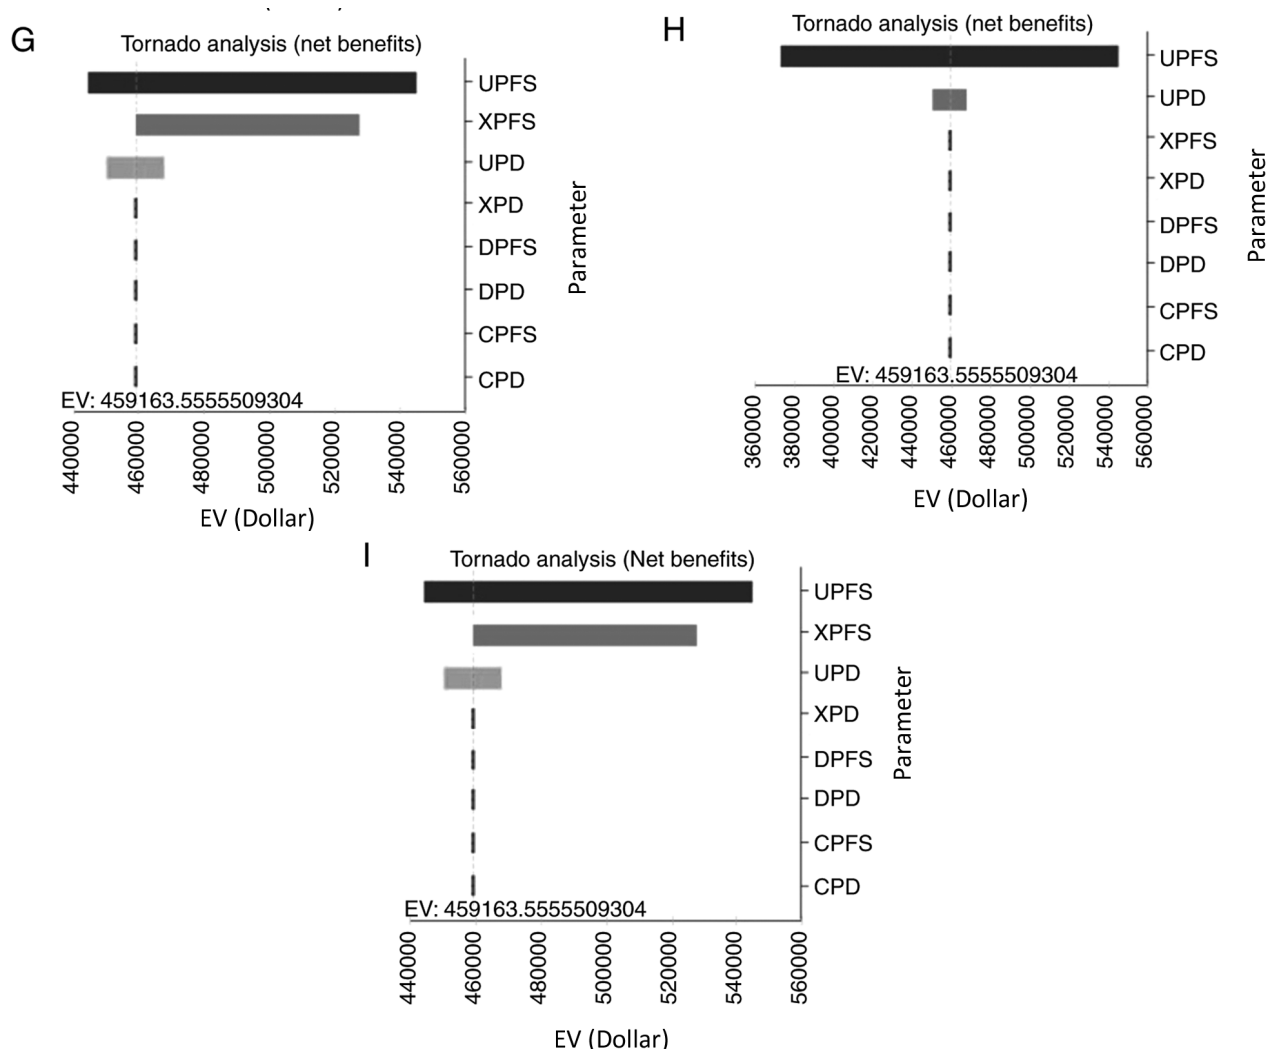 G
Tornado analysis (net benefits)
UPFS
XPFS
UPD
XPD
DPFS
DPD
CPFS
CPD
Parameter
EV: 459163.5555509304
440000
460000
480000
500000
520000
540000
560000
EV (Dollar)
H
Tornado analysis (net benefits)
UPFS
UPD
XPFS
XPD
DPFS
DPD
CPFS
CPD
Parameter
EV: 459163.5555509304
360000
380000
400000
420000
440000
460000
480000
500000
520000
540000
560000
EV (Dollar)
I
Tornado analysis (Net benefits)
UPFS
XPFS
UPD
XPD
DPFS
DPD
CPFS
CPD
Parameter
EV: 459163.5555509304
440000
460000
480000
500000
520000
540000
560000
EV (Dollar)